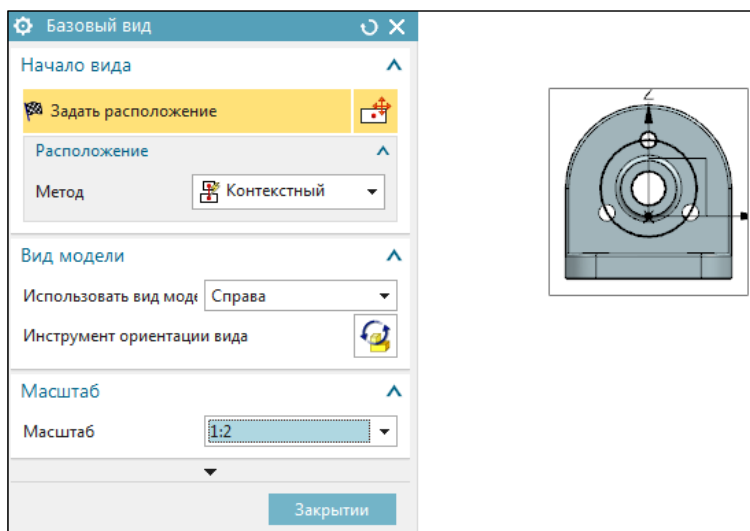 Базовый вид
Начало вида
Задать расположение
Расположение
Метод
Контекстный
Вид модели
Использовать вид моде
Справа
Инструмент ориентации вида
Масштаб
Масштаб
1:2
Закрытии
Z